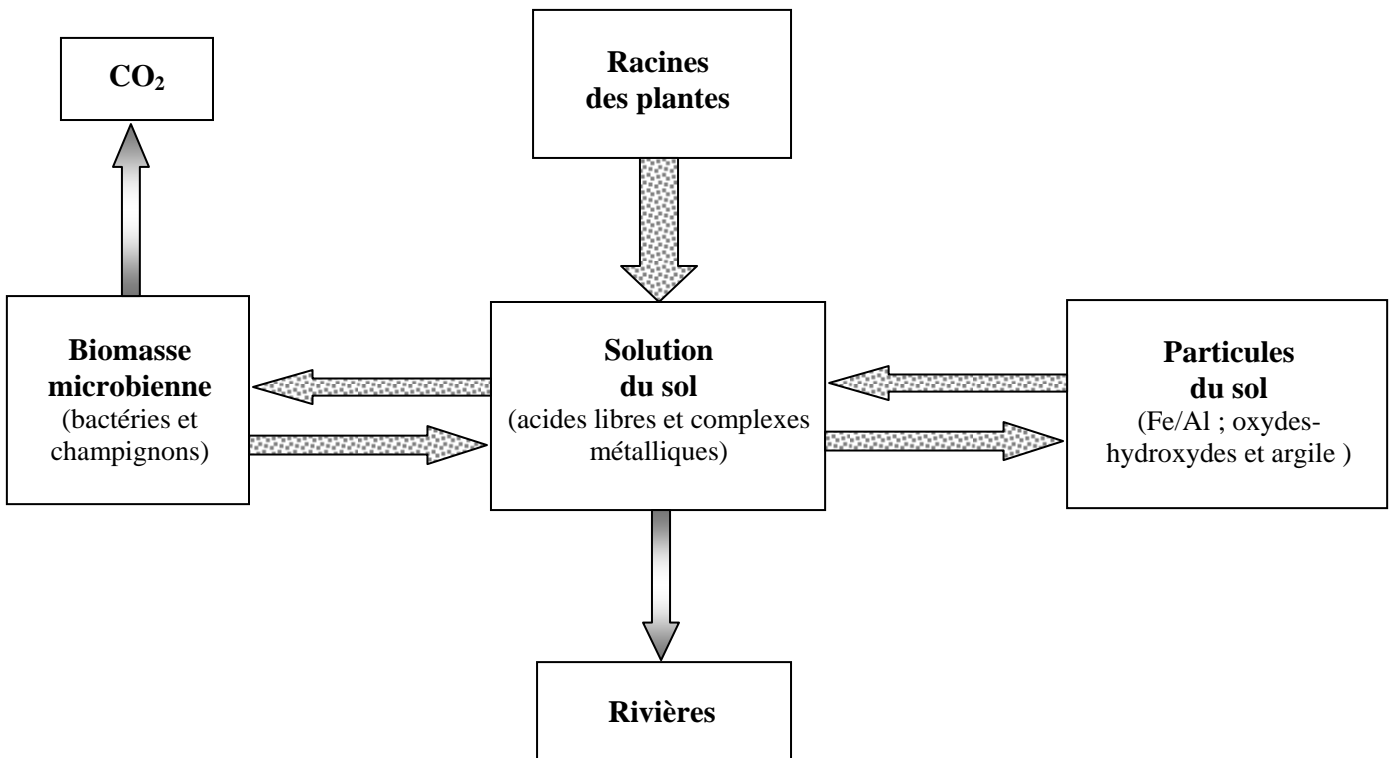 CO₂
Racines
des plantes
Biomasse
microbienne
(bactéries et
champignons)
Solution
du sol
(acides libres et complexes
métalliques)
Particules
du sol
(Fe/Al ; oxydes-
hydroxydes et argile )
Rivières